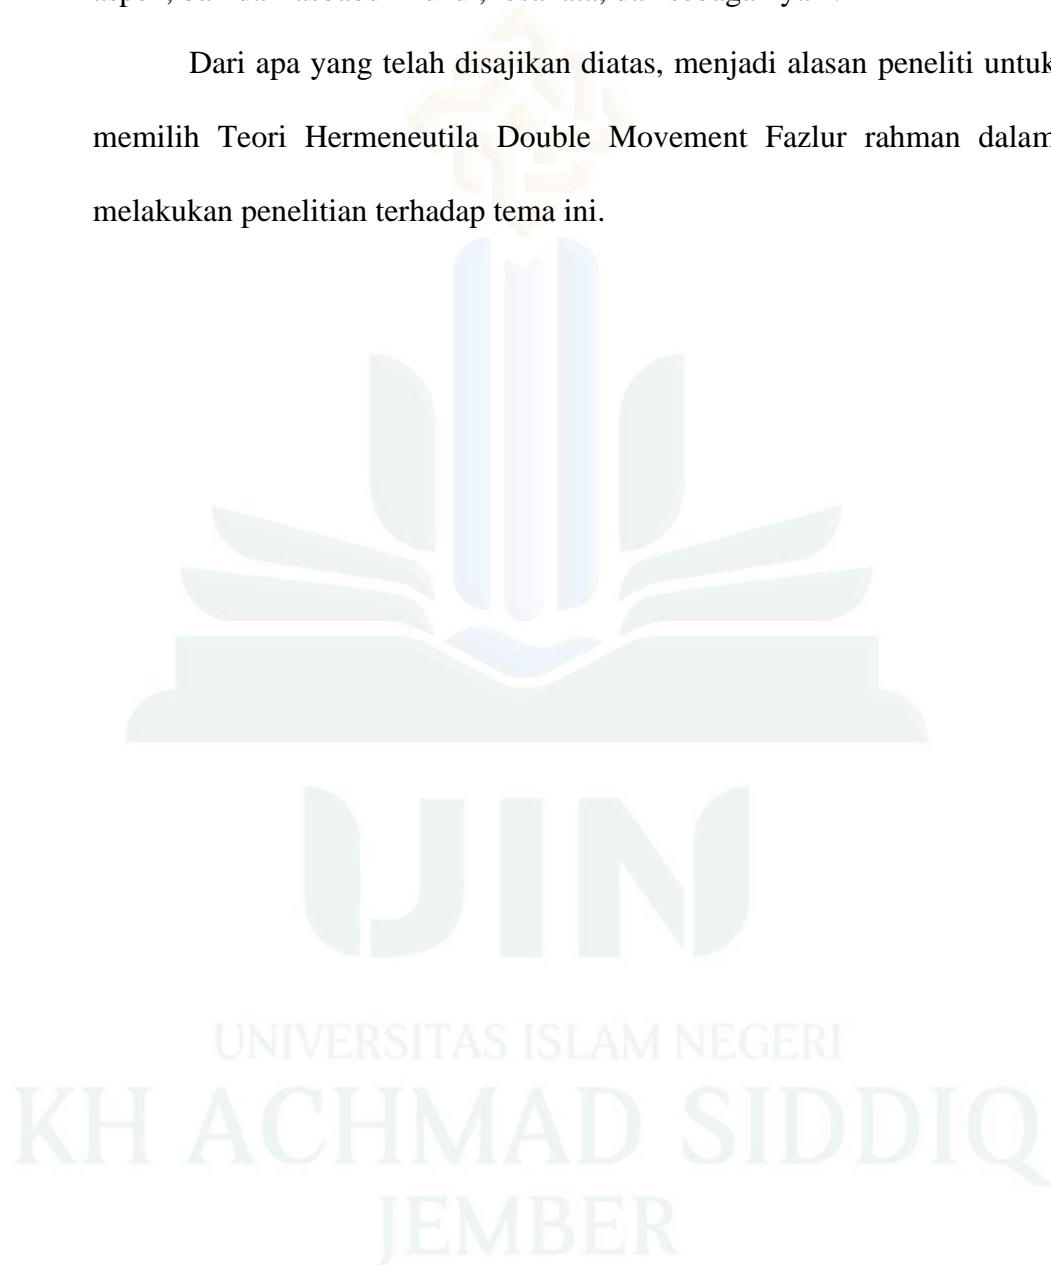 Dari apa yang telah disajikan diatas, menjadi alasan peneliti untuk
memilih Teori Hermeneutila Double Movement Fazlur rahman dalam
melakukan penelitian terhadap tema ini.
UIN
UNIVERSITAS ISLAM NEGERI
KH ACHMAD SIDDIQ
JEMBER